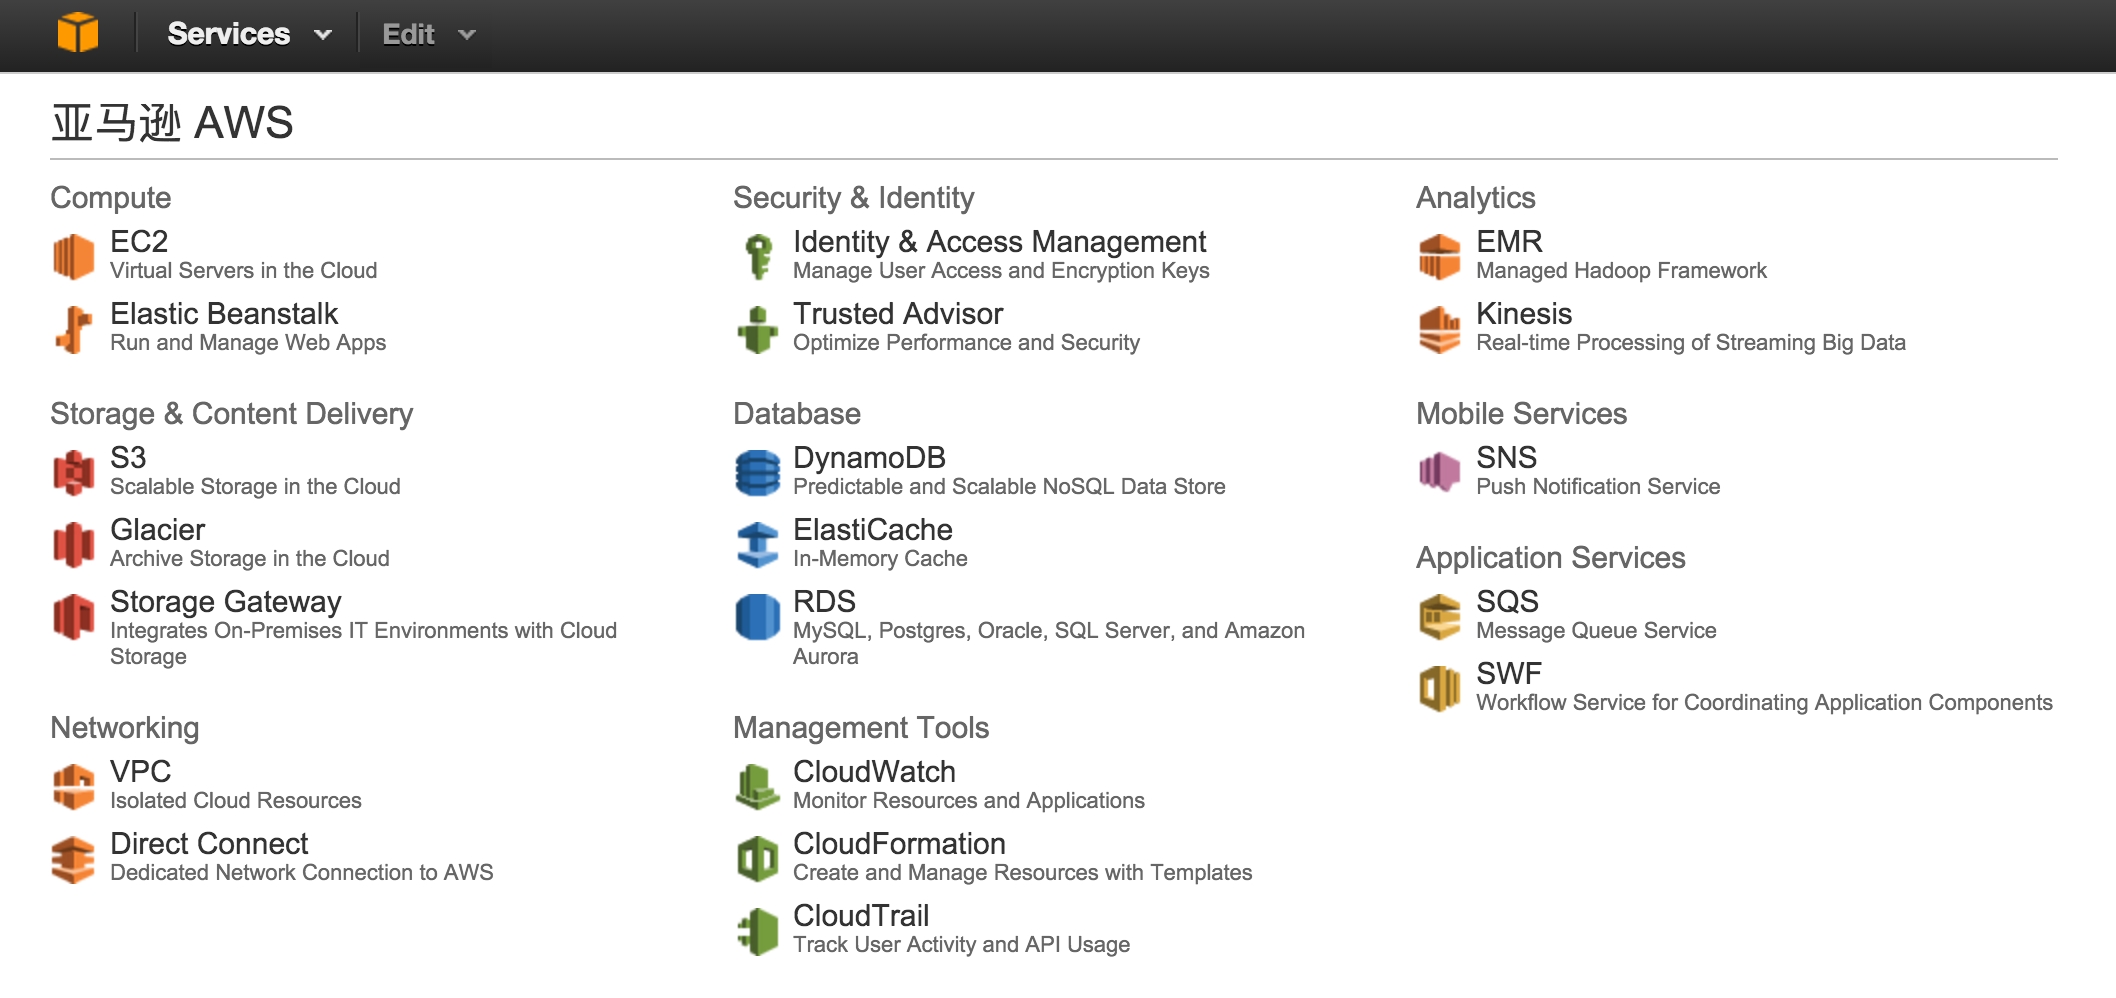 Services
Edit
亚马逊 AWS
Compute
EC2
Virtual Servers in the Cloud
Elastic Beanstalk
Run and Manage Web Apps
Storage & Content Delivery
S3
Scalable Storage in the Cloud
Glacier
Archive Storage in the Cloud
Storage Gateway
Integrates On-Premises IT Environments with Cloud
Storage
Networking
VPC
Isolated Cloud Resources
Direct Connect
Dedicated Network Connection to AWS
Security & Identity
Identity & Access Management
Manage User Access and Encryption Keys
Trusted Advisor
Optimize Performance and Security
Database
DynamoDB
Predictable and Scalable NoSQL Data Store
ElastiCache
In-Memory Cache
RDS
MySQL, Postgres, Oracle, SQL Server, and Amazon
Aurora
Management Tools
CloudWatch
Monitor Resources and Applications
CloudFormation
Create and Manage Resources with Templates
CloudTrail
Track User Activity and API Usage
Analytics
EMR
Managed Hadoop Framework
Kinesis
Real-time Processing of Streaming Big Data
Mobile Services
SNS
Push Notification Service
Application Services
SQS
Message Queue Service
SWF
Workflow Service for Coordinating Application Components